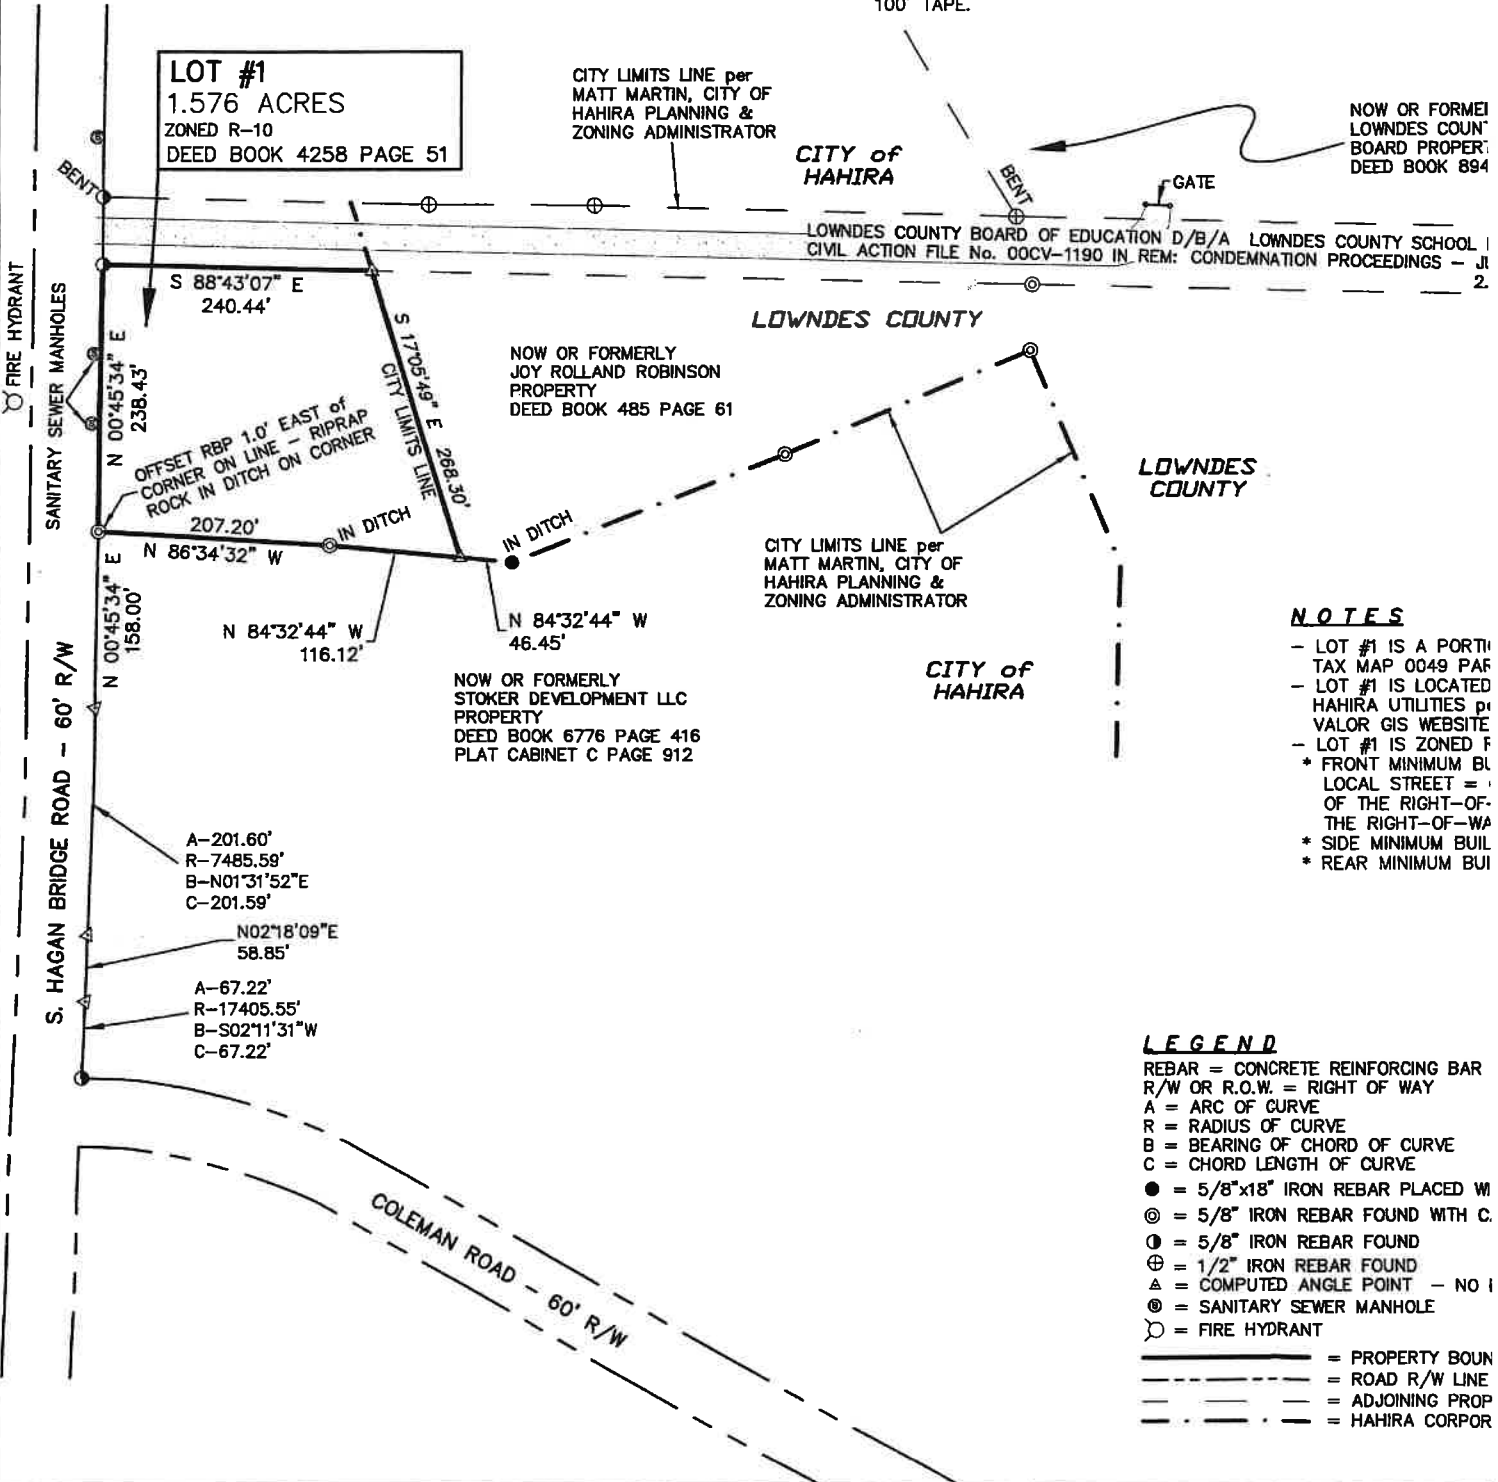 100' TAPE.
LOT #1
1.576 ACRES
ZONED R-10
DEED BOOK 4258 PAGE 51
CITY LIMITS LINE per
MATT MARTIN, CITY OF
HAHIRA PLANNING &
ZONING ADMINISTRATOR
CITY of
HAHIRA
NOW OR FORMER
LOWNDES COUN
BOARD PROPER
DEED BOOK 894
BENT
BENT
GATE
LOWNDES COUNTY BOARD OF EDUCATION D/B/A LOWNDES COUNTY SCHOOL
CIVIL ACTION FILE No. 00CV-1190 IN REM: CONDEMNATION PROCEEDINGS -
2.
S 88°43'07" E
240.44'
LOWNDES COUNTY
FIRE HYDRANT
SANITARY SEWER MANHOLES
N 00°45'34" E
238.43'
S 17°05'49" E 268.30'
CITY LIMITS LINE
NOW OR FORMERLY
JOY ROLLAND ROBINSON
PROPERTY
DEED BOOK 485 PAGE 61
OFFSET RBP 1.0' EAST of
CORNER ON LINE - RIPRAP
ROCK IN DITCH ON CORNER
207.20'
N 86°34'32" W
IN DITCH
IN DITCH
LOWNDES
COUNTY
CITY LIMITS LINE per
MATT MARTIN, CITY OF
HAHIRA PLANNING &
ZONING ADMINISTRATOR
N 00°45'34" E
158.00'
N 84°32'44" W
116.12'
N 84°32'44" W
46.45'
NOW OR FORMERLY
STOKER DEVELOPMENT LLC
PROPERTY
DEED BOOK 6776 PAGE 416
PLAT CABINET C PAGE 912
CITY of
HAHIRA
NOTES
- LOT #1 IS A PORTI
TAX MAP 0049 PAR
- LOT #1 IS LOCATED
HAHIRA UTILITIES pe
VALOR GIS WEBSITE
- LOT #1 IS ZONED R
* FRONT MINIMUM BU
LOCAL STREET =
OF THE RIGHT-OF-
THE RIGHT-OF-WA
* SIDE MINIMUM BUIL
* REAR MINIMUM BUI
S. HAGAN BRIDGE ROAD - 60' R/W
A-201.60'
R-7485.59'
B-N01°31'52"E
C-201.59'
N02°18'09"E
58.85'
A-67.22'
R-17405.55'
B-S02°11'31"W
C-67.22'
COLEMAN ROAD - 60' R/W
LEGEND
REBAR = CONCRETE REINFORCING BAR
R/W OR R.O.W. = RIGHT OF WAY
A = ARC OF CURVE
R = RADIUS OF CURVE
B = BEARING OF CHORD OF CURVE
C = CHORD LENGTH OF CURVE
= 5/8"x18" IRON REBAR PLACED WI
= 5/8" IRON REBAR FOUND WITH C
= 5/8" IRON REBAR FOUND
= 1/2" IRON REBAR FOUND
= COMPUTED ANGLE POINT - NO
= SANITARY SEWER MANHOLE
= FIRE HYDRANT
= PROPERTY BOUN
= ROAD R/W LINE
= ADJOINING PROP
= HAHIRA CORPOR